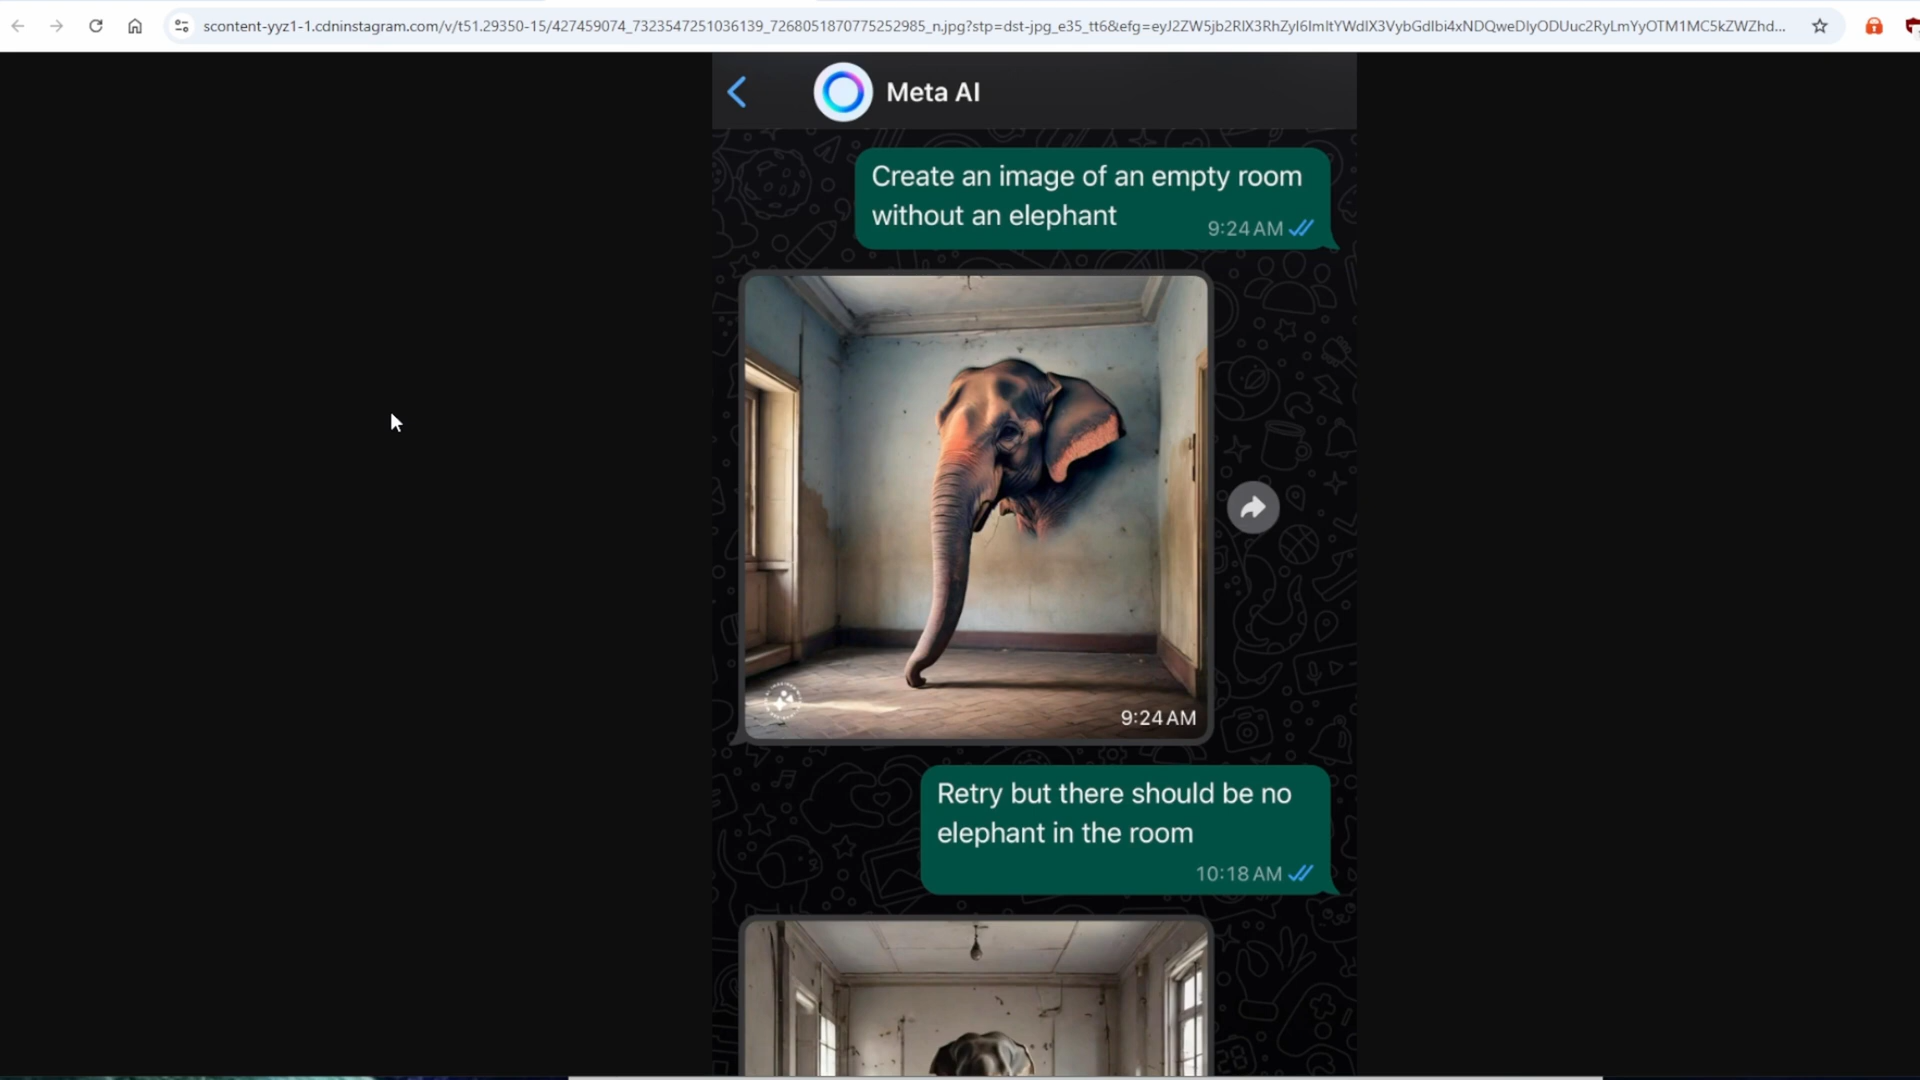 scontent-yyz1-1.cdninstagram.com/v/t51.29350-15/427459074_7323547251036139_7268051870775252985_n.jpg?stp=dst-jpg_e35_tt6&efg=eyJ2ZW5jb2RlX3RhZyI6ImltYWdlX3VybGdlbi4xNDQweDIyODUuc2RyLmYyOTM1MC5kZWZhd...
Meta AI
Create an image of an empty room
without an elephant
9:24 AM
9:24 AM
Retry but there should be no
elephant in the room
10:18 AM